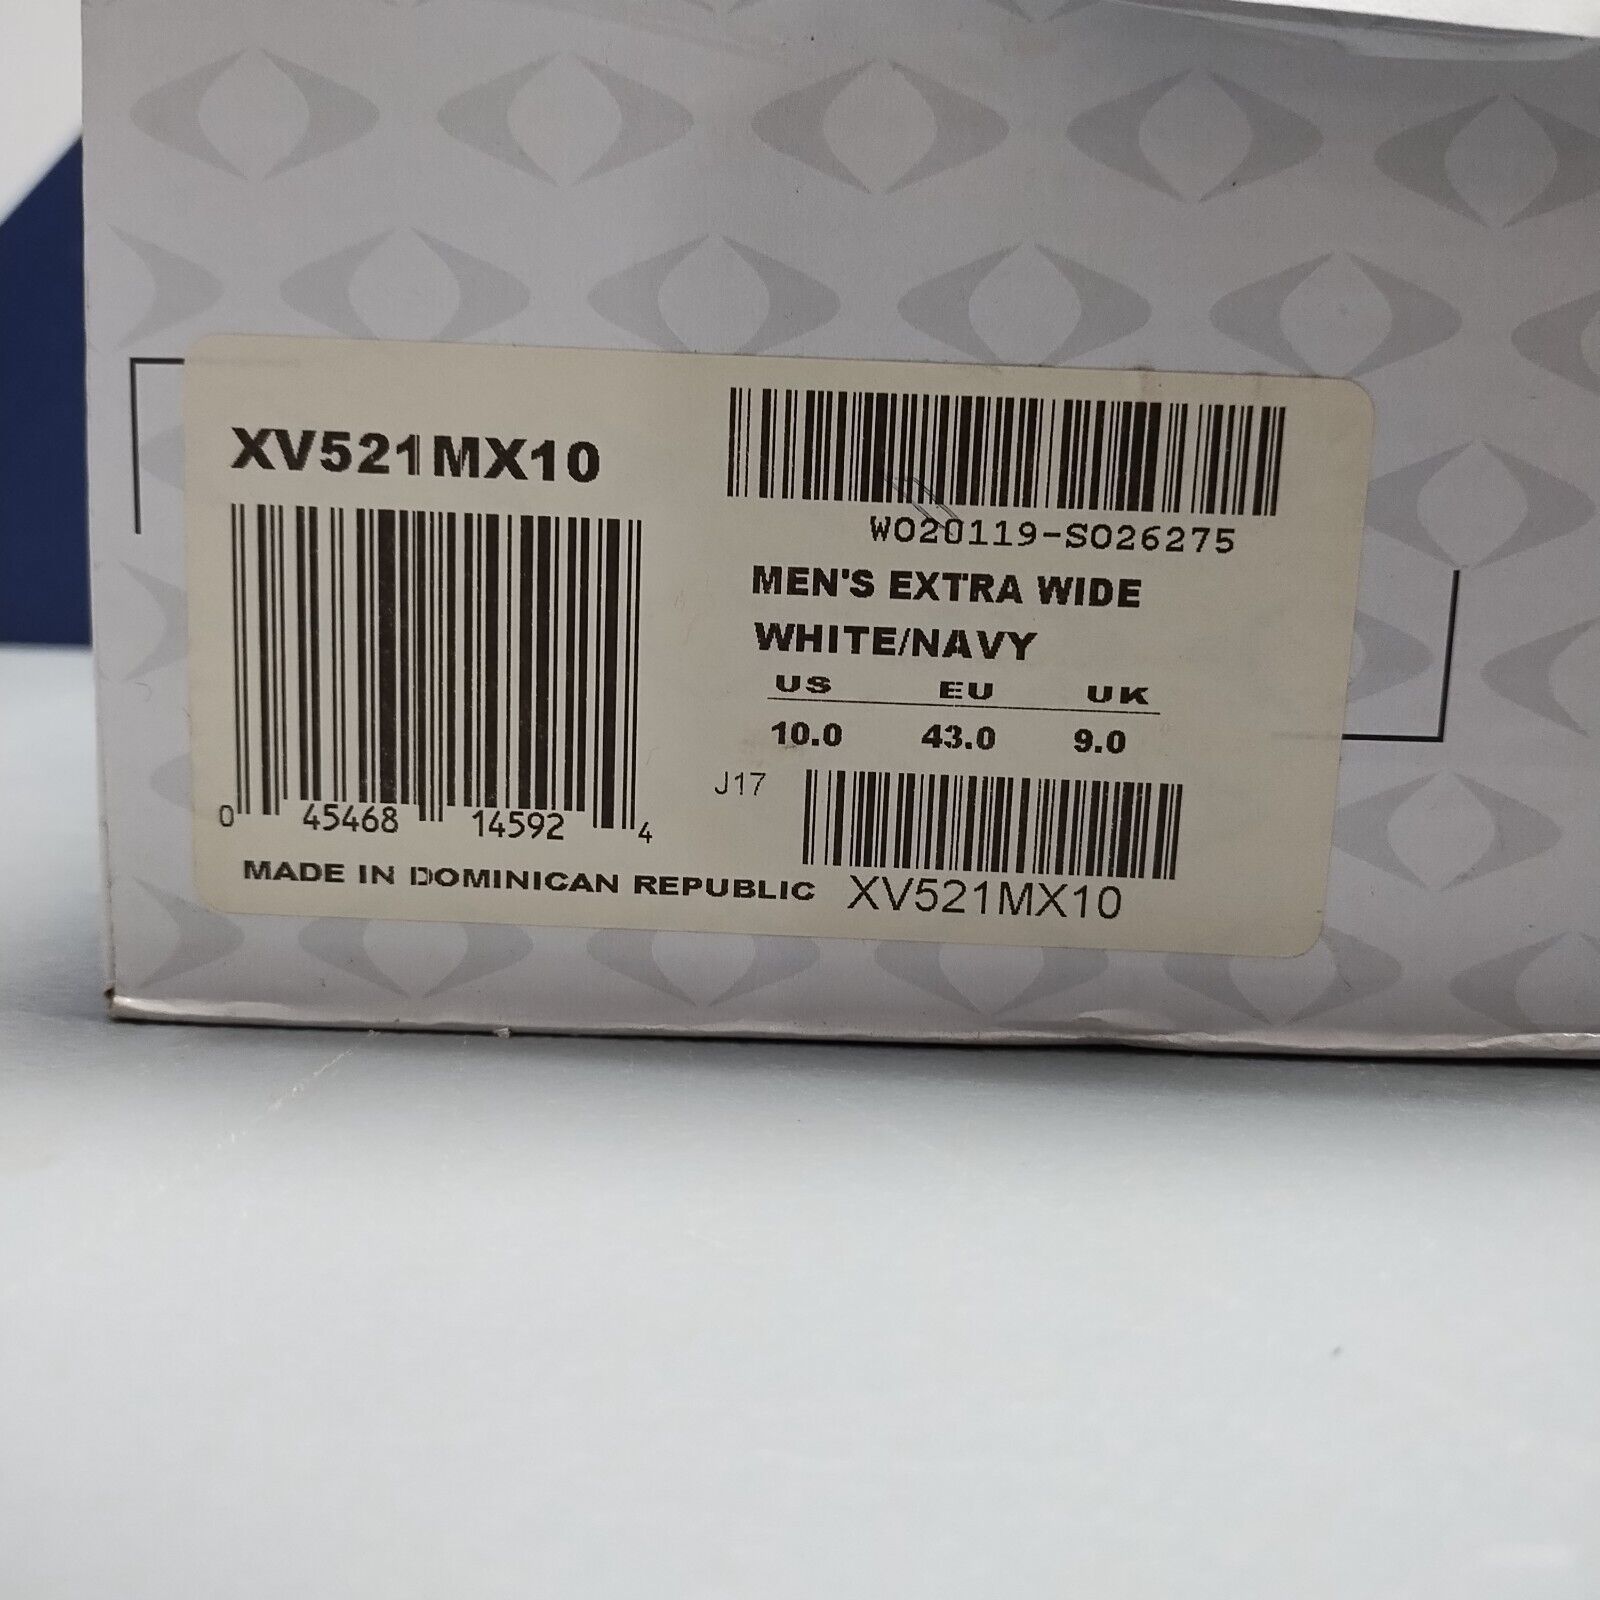 XV521MX10
WO20119-SO26275
MEN'S EXTRA WIDE
WHITE/NAVY
US EU UK
10.0 43.0 9.0
J17
0 45468 14592 4
MADE IN DOMINICAN REPUBLIC
XV521MX10